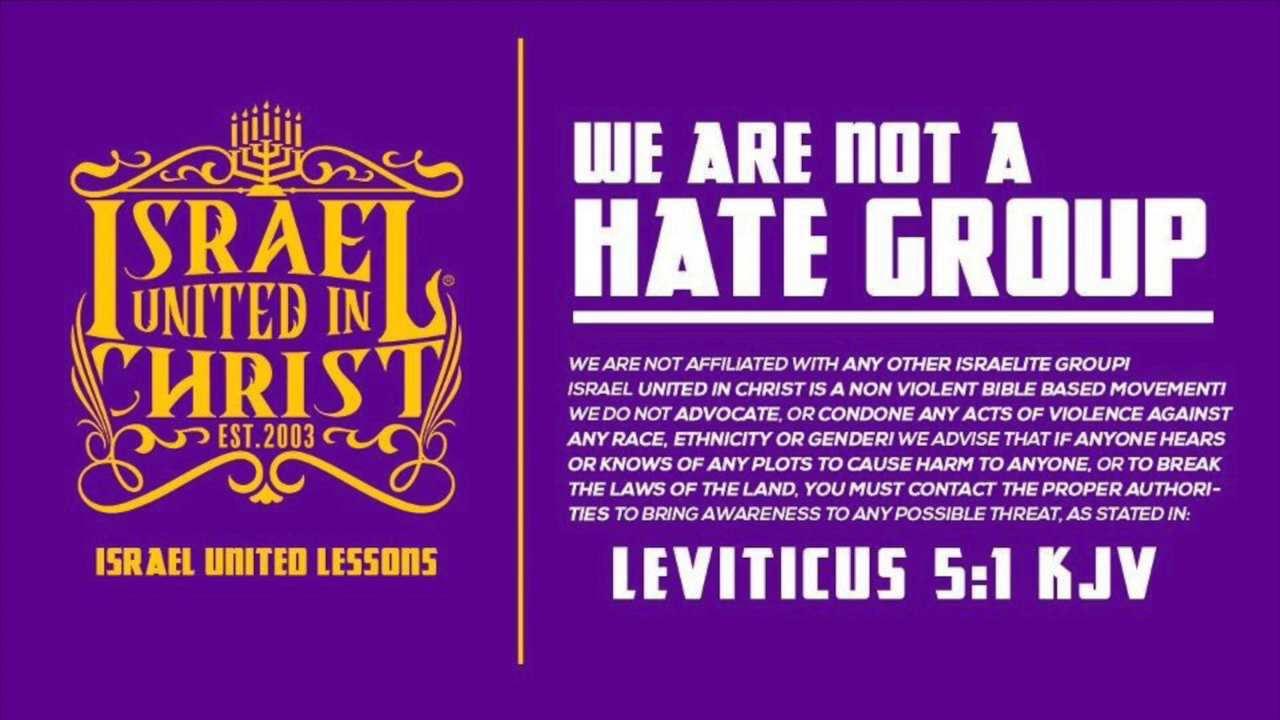 ISRAEL
UNITED IN
CHRIST
EST.2003
ISRAEL UNITED LESSONS
WE ARE NOT A
HATE GROUP
WE ARE NOT AFFILIATED WITH ANY OTHER ISRAELITE GROUP!
ISRAEL UNITED IN CHRIST IS A NON VIOLENT BIBLE BASED MOVEMENT!
WE DO NOT ADVOCATE, OR CONDONE ANY ACTS OF VIOLENCE AGAINST
ANY RACE, ETHNICITY OR GENDER! WE ADVISE THAT IF ANYONE HEARS
OR KNOWS OF ANY PLOTS TO CAUSE HARM TO ANYONE, OR TO BREAK
THE LAWS OF THE LAND, YOU MUST CONTACT THE PROPER AUTHORI-
TIES TO BRING AWARENESS TO ANY POSSIBLE THREAT, AS STATED IN:
LEVITICUS 5:1 KJV